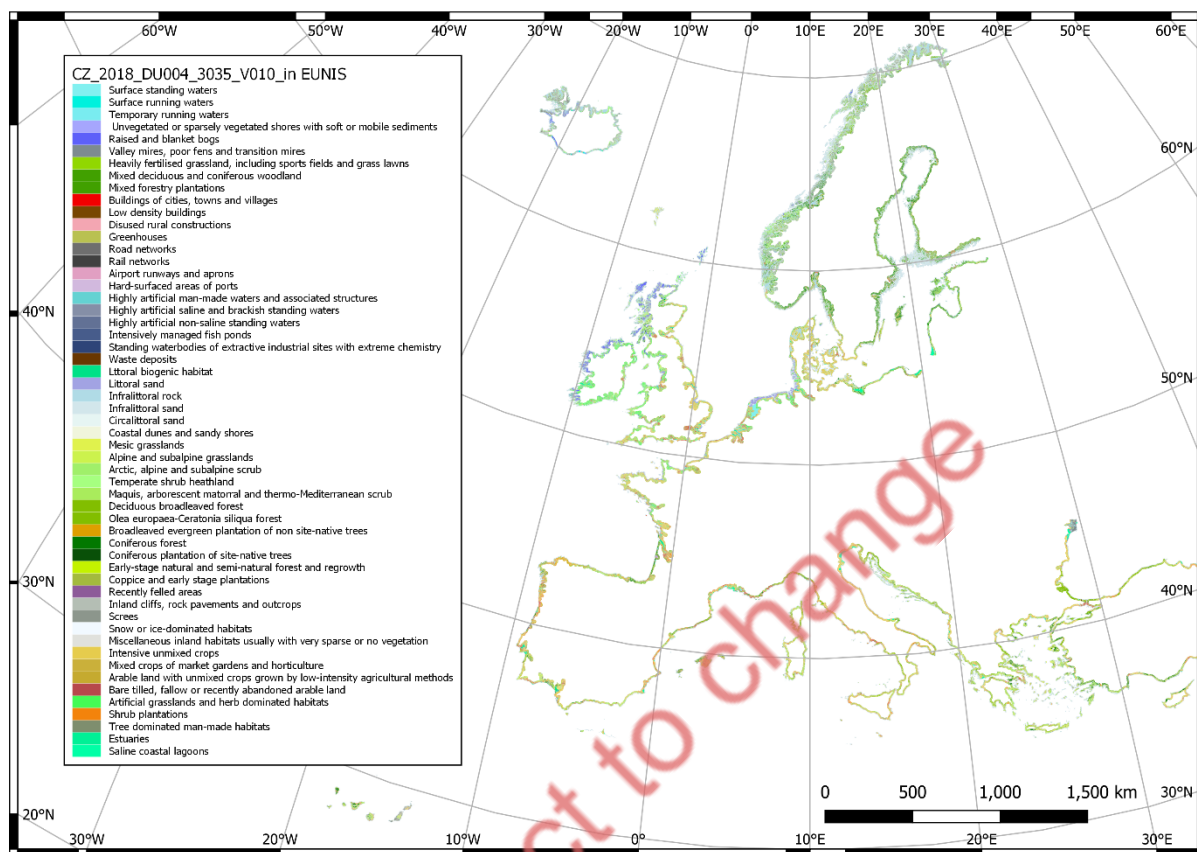 60°W 50°W 40°W 30°W 20°W 10°W 0° 10°E 20°E 30°E 40°E 50°E 60°E
CZ_2018_DU004_3035_V010_in EUNIS
Surface standing waters
Surface running waters
Temporary running waters
Unvegetated or sparsely vegetated shores with soft or mobile sediments
Raised and blanket bogs
Valley mires, poor fens and transition mires
Heavily fertilised grassland, including sports fields and grass lawns
Mixed deciduous and coniferous woodland
Mixed forestry plantations
Buildings of cities, towns and villages
Low density buildings
Disused rural constructions
Greenhouses
Road networks
Rail networks
Airport runways and aprons
Hard-surfaced areas of ports
Highly artificial man-made waters and associated structures
Highly artificial saline and brackish standing waters
Highly artificial non-saline standing waters
Intensively managed fish ponds
Standing waterbodies of extractive industrial sites with extreme chemistry
Waste deposits
Lttoral biogenic habitat
Littoral sand
Infralittoral rock
Infralittoral sand
Circalittoral sand
Coastal dunes and sandy shores
Mesic grasslands
Alpine and subalpine grasslands
Arctic, alpine and subalpine scrub
Temperate shrub heathland
Maquis, arborescent matorral and thermo-Mediterranean scrub
Deciduous broadleaved forest
Olea europaea-Ceratonia siliqua forest
Broadleaved evergreen plantation of non site-native trees
Coniferous forest
Coniferous plantation of site-native trees
Early-stage natural and semi-natural forest and regrowth
Coppice and early stage plantations
Recently felled areas
Inland cliffs, rock pavements and outcrops
Screes
Snow or ice-dominated habitats
Miscellaneous inland habitats usually with very sparse or no vegetation
Intensive unmixed crops
Mixed crops of market gardens and horticulture
Arable land with unmixed crops grown by low-intensity agricultural methods
Bare tilled, fallow or recently abandoned arable land
Artificial grasslands and herb dominated habitats
Shrub plantations
Tree dominated man-made habitats
Estuaries
Saline coastal lagoons
40°N
30°N
20°N
60°N
50°N
40°N
30°N
ct to change
0 500 1,000 1,500 km
30°W 20°W 10°W 0° 10°E 20°E 30°E